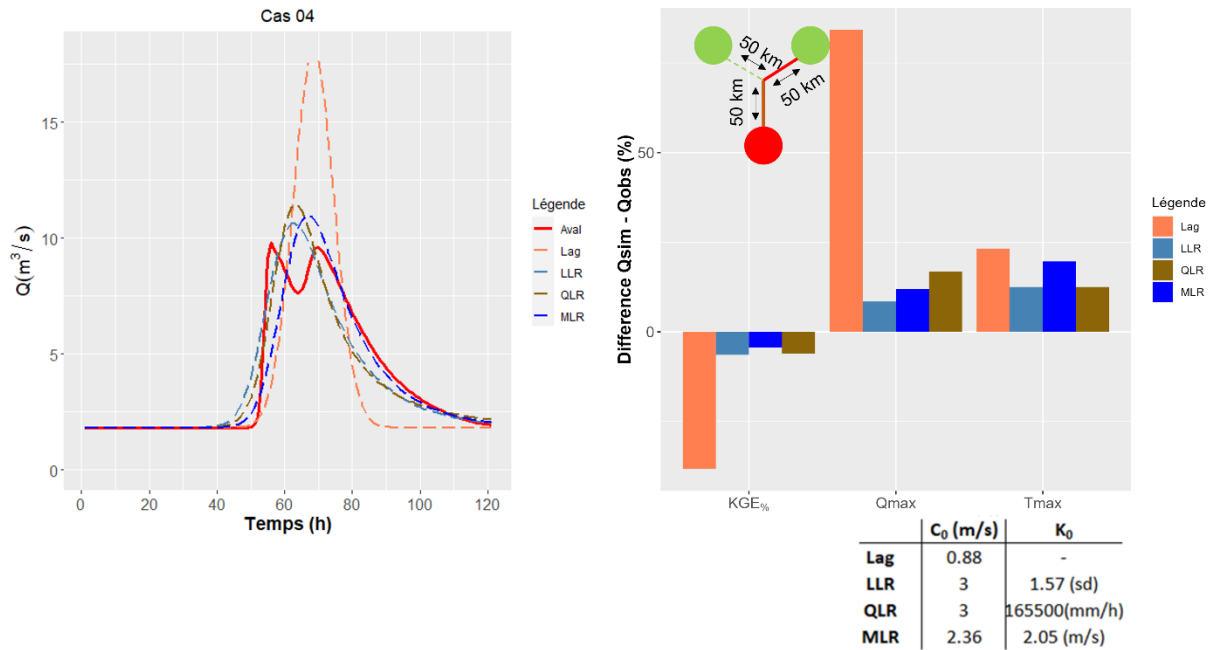 Cas 04
Q(m³/s)
15
10
5
0
0 20 40 60 80 100 120
Temps (h)
Légende
Aval
Lag
LLR
QLR
MLR
Difference Qsim - Qobs (%)
50
0
50 km
50 km
50 km
KGE% Qmax Tmax
Légende
Lag
LLR
MLR
QLR
C₀ (m/s) K₀
Lag 0.88 -
LLR 3 1.57 (sd)
QLR 3 165500(mm/h)
MLR 2.36 2.05 (m/s)